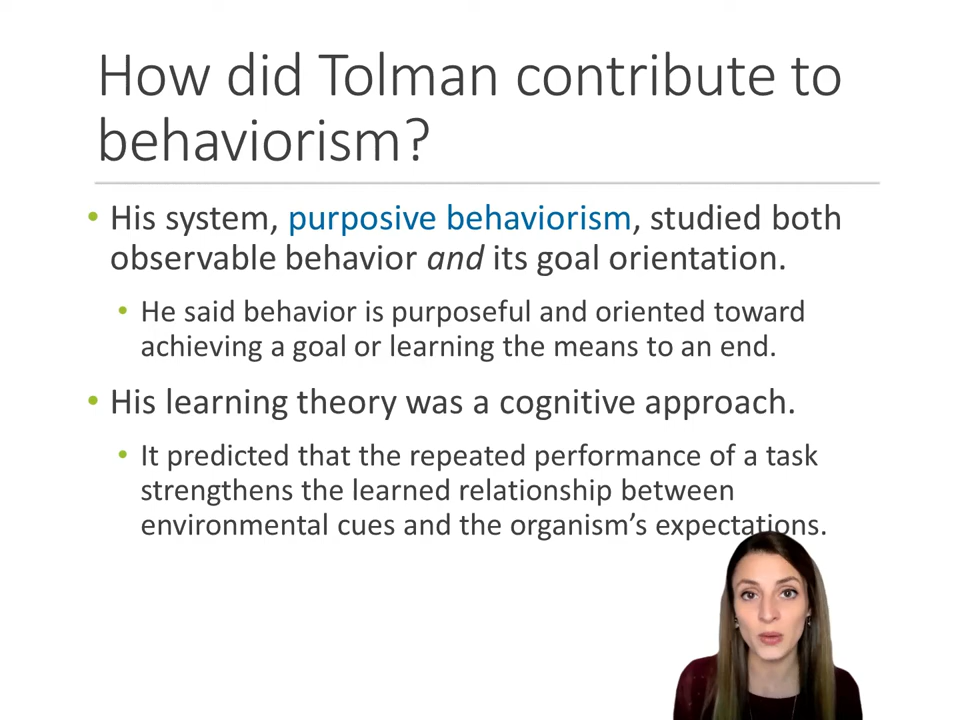 How did Tolman contribute to
behaviorism?
• His system, purposive behaviorism, studied both
observable behavior and its goal orientation.
• He said behavior is purposeful and oriented toward
achieving a goal or learning the means to an end.
• His learning theory was a cognitive approach.
• It predicted that the repeated performance of a task
strengthens the learned relationship between
environmental cues and the organism's expectations.